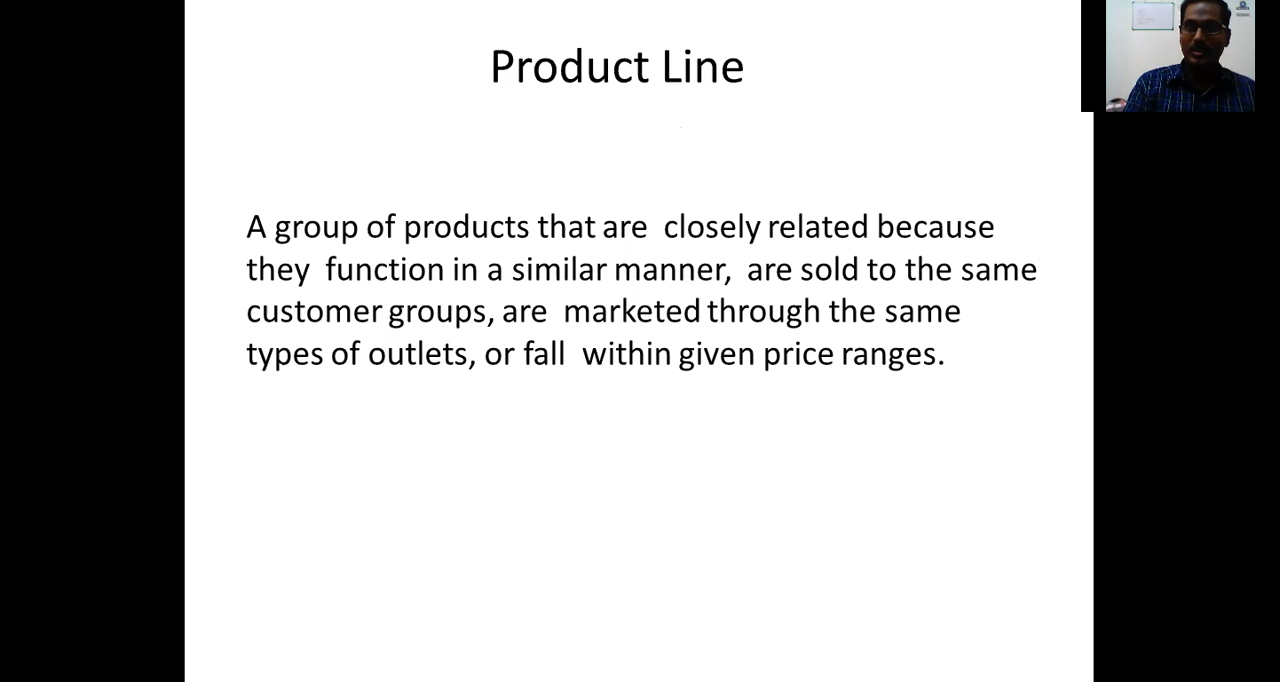 Product Line
A group of products that are closely related because
they function in a similar manner, are sold to the same
customer groups, are marketed through the same
types of outlets, or fall within given price ranges.